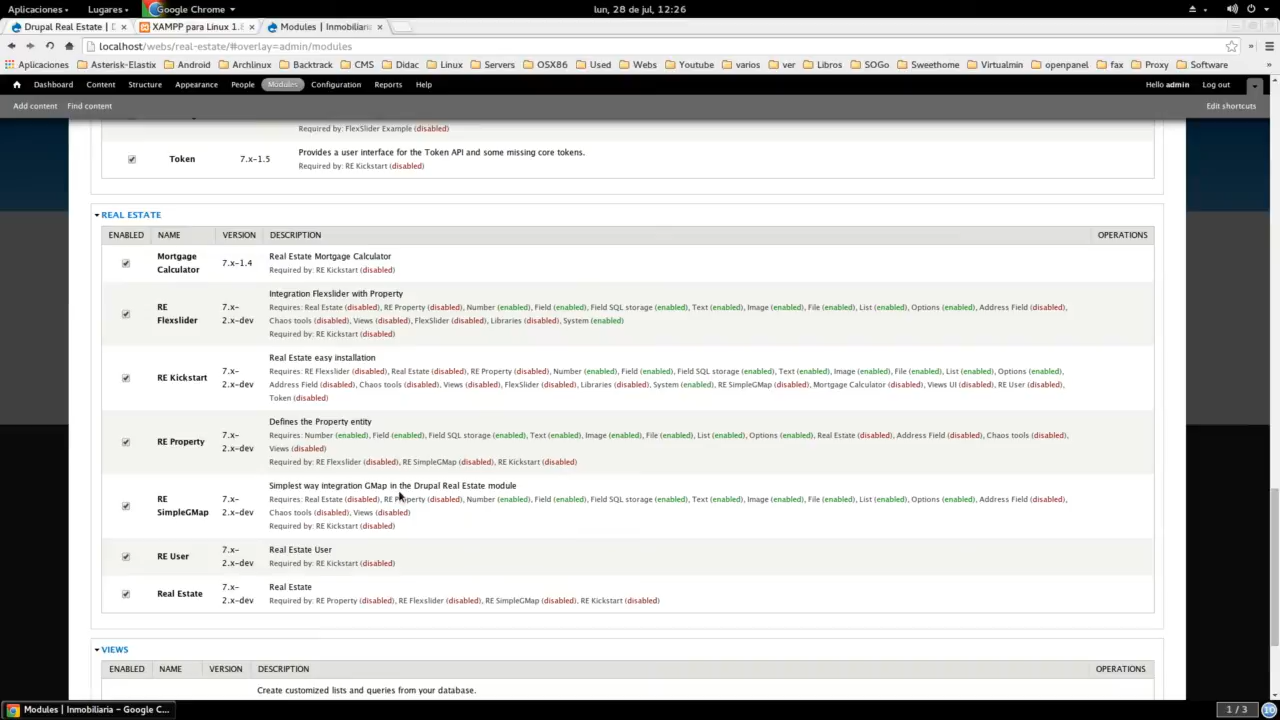 Aplicaciones
Lugares
Google Chrome
lun, 28 de jul, 12:26
Drupal Real Estate | D
XAMPP para Linux 1.8
Modules | Inmobiliaria
localhost/webs/real-estate/#overlay=admin/modules
Aplicaciones Asterisk-Elastix Android Archlinux Backtrack CMS Didac Linux Servers OSX86 Used Webs Youtube varios ver Libros SOGo Sweethome Virtualmin openpanel fax Proxy Software »
Dashboard Content Structure Appearance People Modules Configuration Reports Help Hello admin Log out
Add content Find content Edit shortcuts
Required by: FlexSlider Example (disabled)
Token 7.x-1.5 Provides a user interface for the Token API and some missing core tokens.
Required by: RE Kickstart (disabled)
REAL ESTATE
ENABLED NAME VERSION DESCRIPTION OPERATIONS
Mortgage Calculator 7.x-1.4 Real Estate Mortgage Calculator
Required by: RE Kickstart (disabled)
RE Flexslider 7.x-2.x-dev Integration Flexslider with Property
Requires: Real Estate (disabled), RE Property (disabled), Number (enabled), Field (enabled), Field SQL storage (enabled), Text (enabled), Image (enabled), File (enabled), List (enabled), Options (enabled), Address Field (disabled),
Chaos tools (disabled), Views (disabled), FlexSlider (disabled), Libraries (disabled), System (enabled)
Required by: RE Kickstart (disabled)
RE Kickstart 7.x-2.x-dev Real Estate easy installation
Requires: RE Flexslider (disabled), Real Estate (disabled), RE Property (disabled), Number (enabled), Field (enabled), Field SQL storage (enabled), Text (enabled), Image (enabled), File (enabled), List (enabled), Options (enabled),
Address Field (disabled), Chaos tools (disabled), Views (disabled), FlexSlider (disabled), Libraries (disabled), System (enabled), RE SimpleGMap (disabled), Mortgage Calculator (disabled), Views UI (disabled), RE User (disabled),
Token (disabled)
RE Property 7.x-2.x-dev Defines the Property entity
Requires: Number (enabled), Field (enabled), Field SQL storage (enabled), Text (enabled), Image (enabled), File (enabled), List (enabled), Options (enabled), Real Estate (disabled), Address Field (disabled), Chaos tools (disabled),
Views (disabled)
Required by: RE Flexslider (disabled), RE SimpleGMap (disabled), RE Kickstart (disabled)
RE SimpleGMap 7.x-2.x-dev Simplest way integration GMap in the Drupal Real Estate module
Requires: Real Estate (disabled), RE Property (disabled), Number (enabled), Field (enabled), Field SQL storage (enabled), Text (enabled), Image (enabled), File (enabled), List (enabled), Options (enabled), Address Field (disabled),
Chaos tools (disabled), Views (disabled)
Required by: RE Kickstart (disabled)
RE User 7.x-2.x-dev Real Estate User
Required by: RE Kickstart (disabled)
Real Estate 7.x-2.x-dev Real Estate
Required by: RE Property (disabled), RE Flexslider (disabled), RE SimpleGMap (disabled), RE Kickstart (disabled)
VIEWS
ENABLED NAME VERSION DESCRIPTION OPERATIONS
Create customized lists and queries from your database.
Modules | Inmobiliaria – Google C...
1 / 3